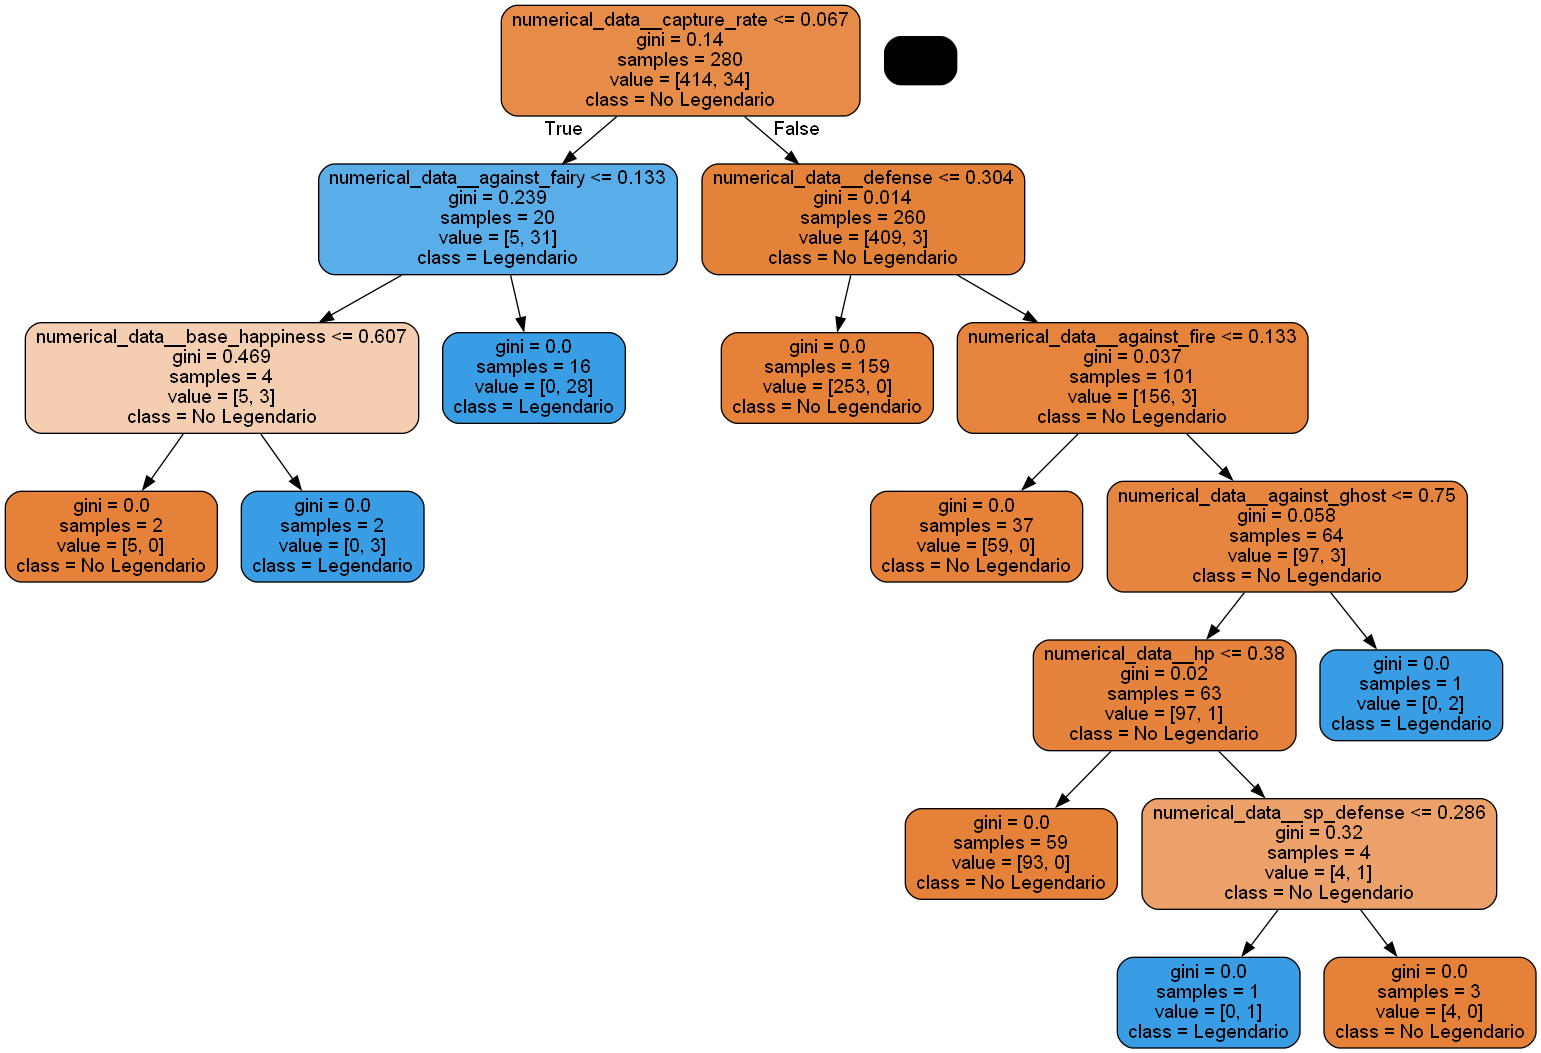 numerical_data__capture_rate <= 0.067
gini = 0.14
samples = 280
value = [414, 34]
class = No Legendario
True
False
numerical_data__against_fairy <= 0.133
gini = 0.239
samples = 20
value = [5, 31]
class = Legendario
numerical_data__defense <= 0.304
gini = 0.014
samples = 260
value = [409, 3]
class = No Legendario
numerical_data__base_happiness <= 0.607
gini = 0.469
samples = 4
value = [5, 3]
class = No Legendario
gini = 0.0
samples = 16
value = [0, 28]
class = Legendario
gini = 0.0
samples = 159
value = [253, 0]
class = No Legendario
numerical_data__against_fire <= 0.133
gini = 0.037
samples = 101
value = [156, 3]
class = No Legendario
gini = 0.0
samples = 2
value = [5, 0]
class = No Legendario
gini = 0.0
samples = 2
value = [0, 3]
class = Legendario
gini = 0.0
samples = 37
value = [59, 0]
class = No Legendario
numerical_data__against_ghost <= 0.75
gini = 0.058
samples = 64
value = [97, 3]
class = No Legendario
numerical_data__hp <= 0.38
gini = 0.02
samples = 63
value = [97, 1]
class = No Legendario
gini = 0.0
samples = 1
value = [0, 2]
class = Legendario
gini = 0.0
samples = 59
value = [93, 0]
class = No Legendario
numerical_data__sp_defense <= 0.286
gini = 0.32
samples = 4
value = [4, 1]
class = No Legendario
gini = 0.0
samples = 1
value = [0, 1]
class = Legendario
gini = 0.0
samples = 3
value = [4, 0]
class = No Legendario